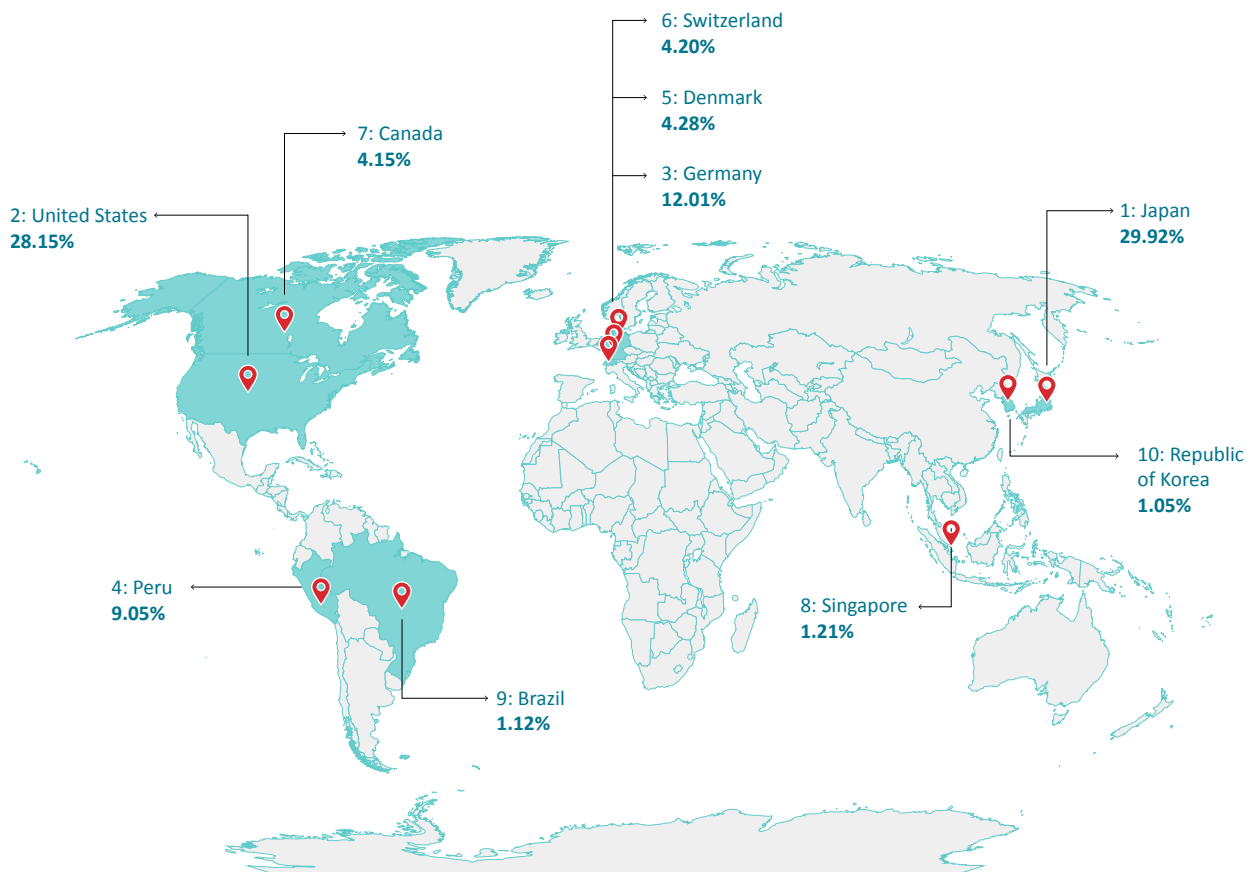 6: Switzerland
4.20%
5: Denmark
4.28%
7: Canada
4.15%
3: Germany
12.01%
2: United States
28.15%
1: Japan
29.92%
10: Republic
of Korea
1.05%
4: Peru
9.05%
8: Singapore
1.21%
9: Brazil
1.12%